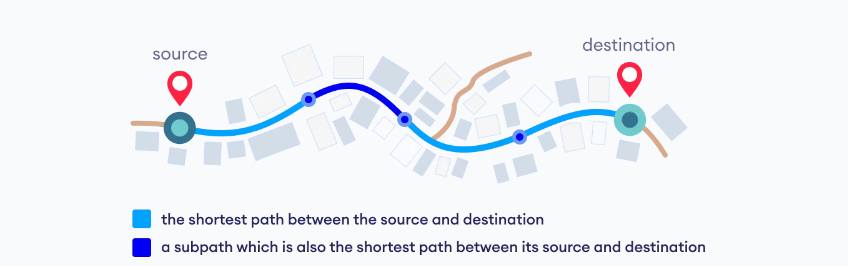 source
destination
the shortest path between the source and destination
a subpath which is also the shortest path between its source and destination